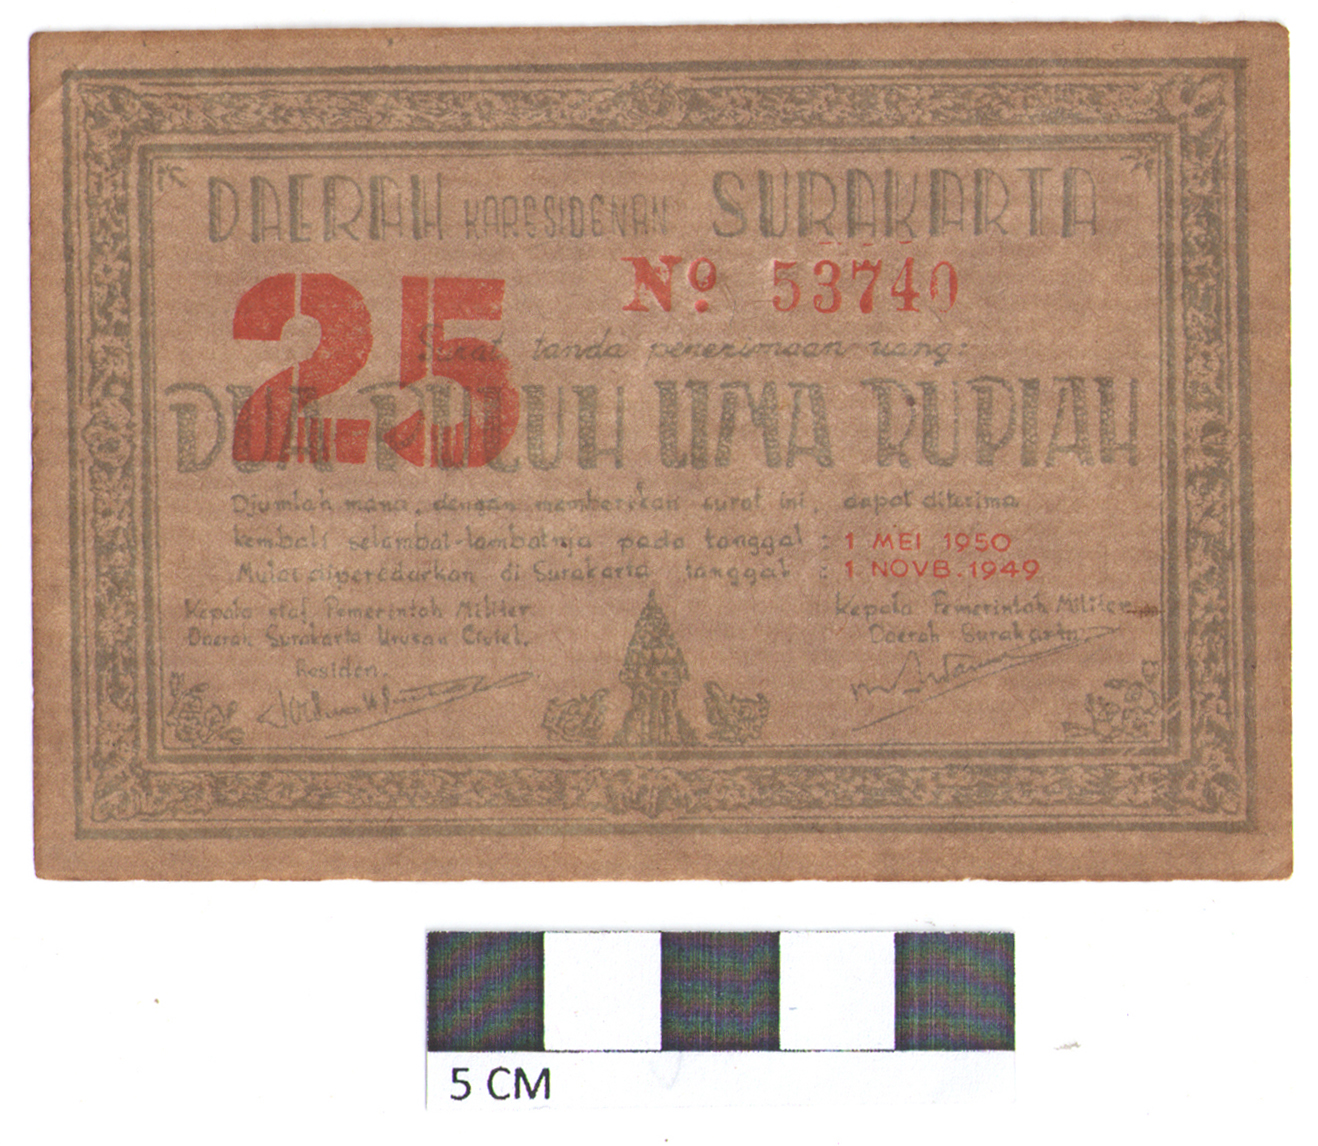 DAERAH KARESIDENAN SURAKARTA
No 53740
25
Surat tanda penerimaan uang:
DUA PULUH LIMA RUPIAH
Djumlah mana, dengan memberikan surat ini, dapat diterima
kembali selambat-lambatnja pada tanggal : 1 MEI 1950
Mulai diperedarkan di Surakarta tanggal : 1 NOVB. 1949
Kepala staf Pemerintah Militer
Daerah Surakarta Urusan Civiel.
Residen.
Kepala Pemerintah Militer
Daerah Surakarta.
5 CM